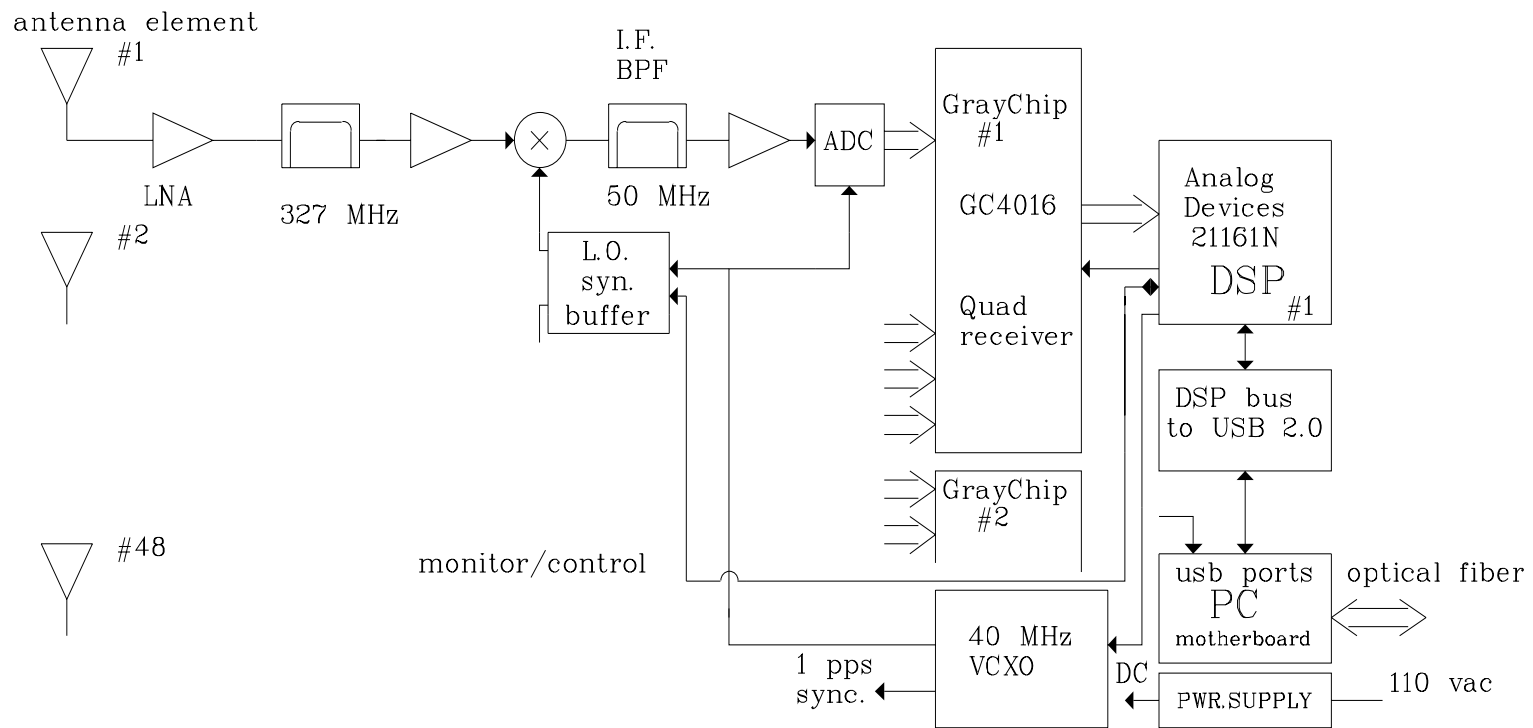 antenna element
#1
I.F.
BPF
GrayChip
#1
ADC
LNA
327 MHz
50 MHz
GC4016
Analog
Devices
21161N
DSP
#1
#2
L.O.
syn.
buffer
Quad
receiver
DSP bus
to USB 2.0
GrayChip
#2
#48
monitor/control
usb ports
PC
motherboard
optical fiber
40 MHz
VCXO
1 pps
sync.
DC
PWR.SUPPLY
110 vac